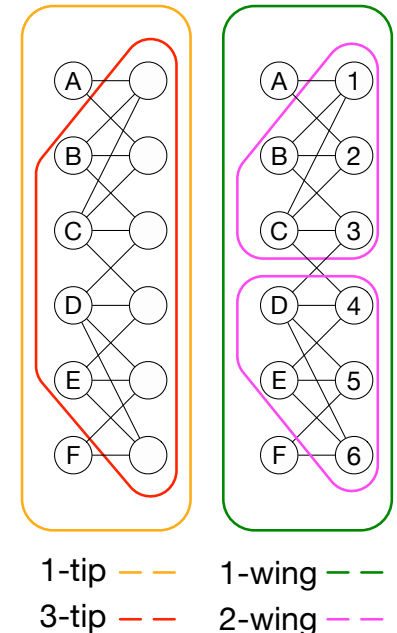 A A 1
B B 2
C C 3
D D 4
E E 5
F F 6
1-tip 1-wing
3-tip 2-wing